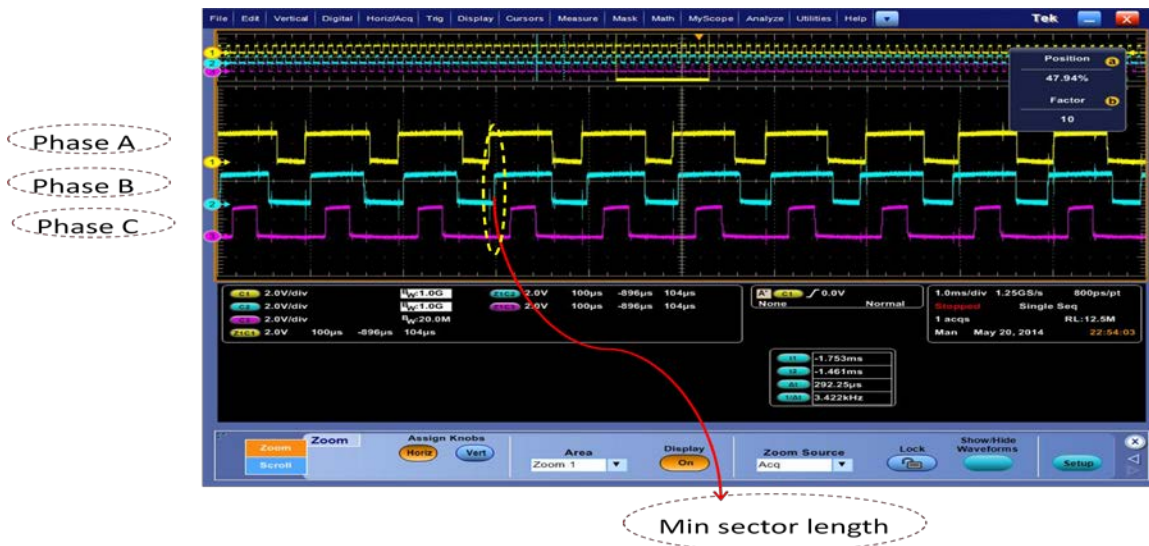 File Edit Vertical Digital Horiz/Acq Trig Display Cursors Measure Mask Math MyScope Analyze Utilities Help Tek
Position a
47.94%
Factor b
10
Phase A
Phase B
Phase C
1
2
3
1
2
3
C1 2.0V/div BW:1.0G
C2 2.0V/div BW:1.0G
2.0V/div BW:20.0M
Z1C1 2.0V 100µs -896µs 104µs
Z1C2 2.0V 100µs -896µs 104µs
2.0V 100µs -896µs 104µs
A' C1 0.0V
None Normal
1.0ms/div 1.25GS/s 800ps/pt
Stopped Single Seq
1 acqs RL:12.5M
Man May 20, 2014 22:54:03
t1 -1.753ms
t2 -1.461ms
Δt 292.25µs
1/Δt 3.422kHz
Zoom
Scroll
Zoom
Assign Knobs
Horiz Vert
Area
Zoom 1
Display
On
Zoom Source
Acq
Lock
Show/Hide
Waveforms
Setup
Min sector length